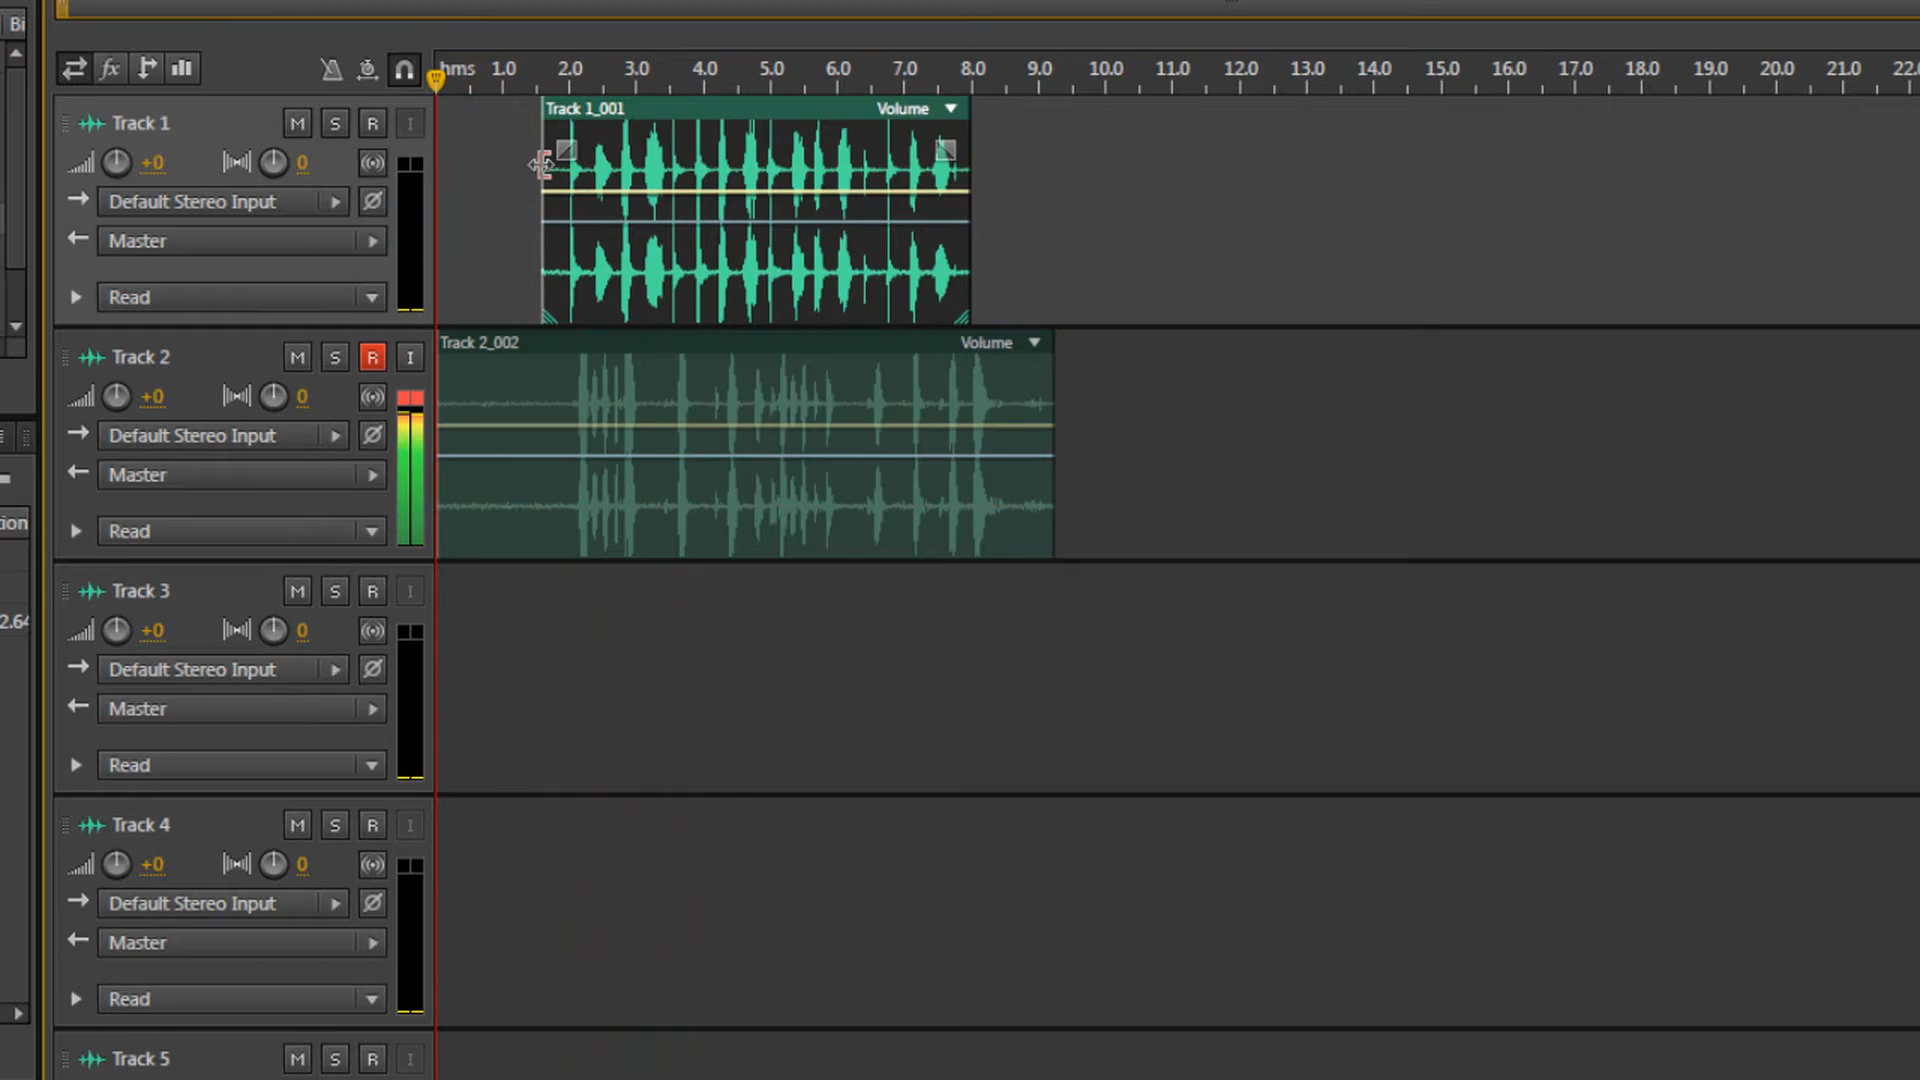 Bi
fx
hms 1.0 2.0 3.0 4.0 5.0 6.0 7.0 8.0 9.0 10.0 11.0 12.0 13.0 14.0 15.0 16.0 17.0 18.0 19.0 20.0 21.0 22.0
Track 1 M S R I
Track 1_001 Volume
+0 0
Default Stereo Input
Master
Read
Track 2 M S R I
Track 2_002 Volume
+0 0
Default Stereo Input
Master
Read
tion
Track 3 M S R I
2.64
+0 0
Default Stereo Input
Master
Read
Track 4 M S R I
+0 0
Default Stereo Input
Master
Read
Track 5 M S R I